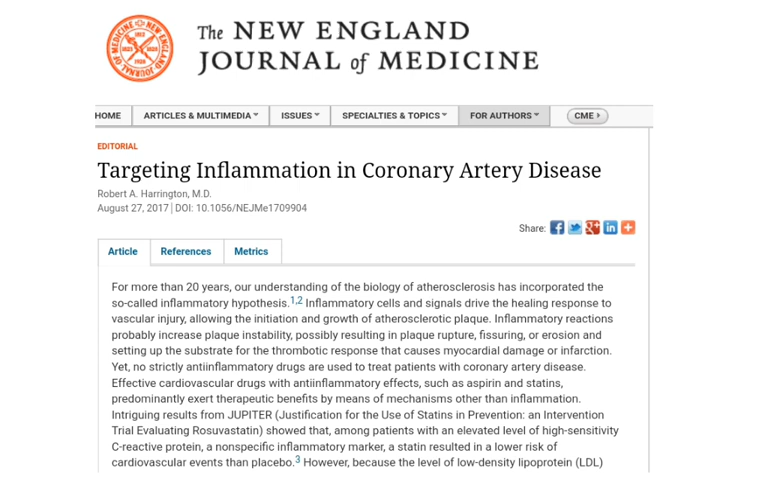 The NEW ENGLAND
JOURNAL of MEDICINE
HOME ARTICLES & MULTIMEDIA ISSUES SPECIALTIES & TOPICS FOR AUTHORS CME
EDITORIAL
Targeting Inflammation in Coronary Artery Disease
Robert A. Harrington, M.D.
August 27, 2017 | DOI: 10.1056/NEJMe1709904
Share:
Article References Metrics
For more than 20 years, our understanding of the biology of atherosclerosis has incorporated the
so-called inflammatory hypothesis.1,2 Inflammatory cells and signals drive the healing response to
vascular injury, allowing the initiation and growth of atherosclerotic plaque. Inflammatory reactions
probably increase plaque instability, possibly resulting in plaque rupture, fissuring, or erosion and
setting up the substrate for the thrombotic response that causes myocardial damage or infarction.
Yet, no strictly antiinflammatory drugs are used to treat patients with coronary artery disease.
Effective cardiovascular drugs with antiinflammatory effects, such as aspirin and statins,
predominantly exert therapeutic benefits by means of mechanisms other than inflammation.
Intriguing results from JUPITER (Justification for the Use of Statins in Prevention: an Intervention
Trial Evaluating Rosuvastatin) showed that, among patients with an elevated level of high-sensitivity
C-reactive protein, a nonspecific inflammatory marker, a statin resulted in a lower risk of
cardiovascular events than placebo.3 However, because the level of low-density lipoprotein (LDL)